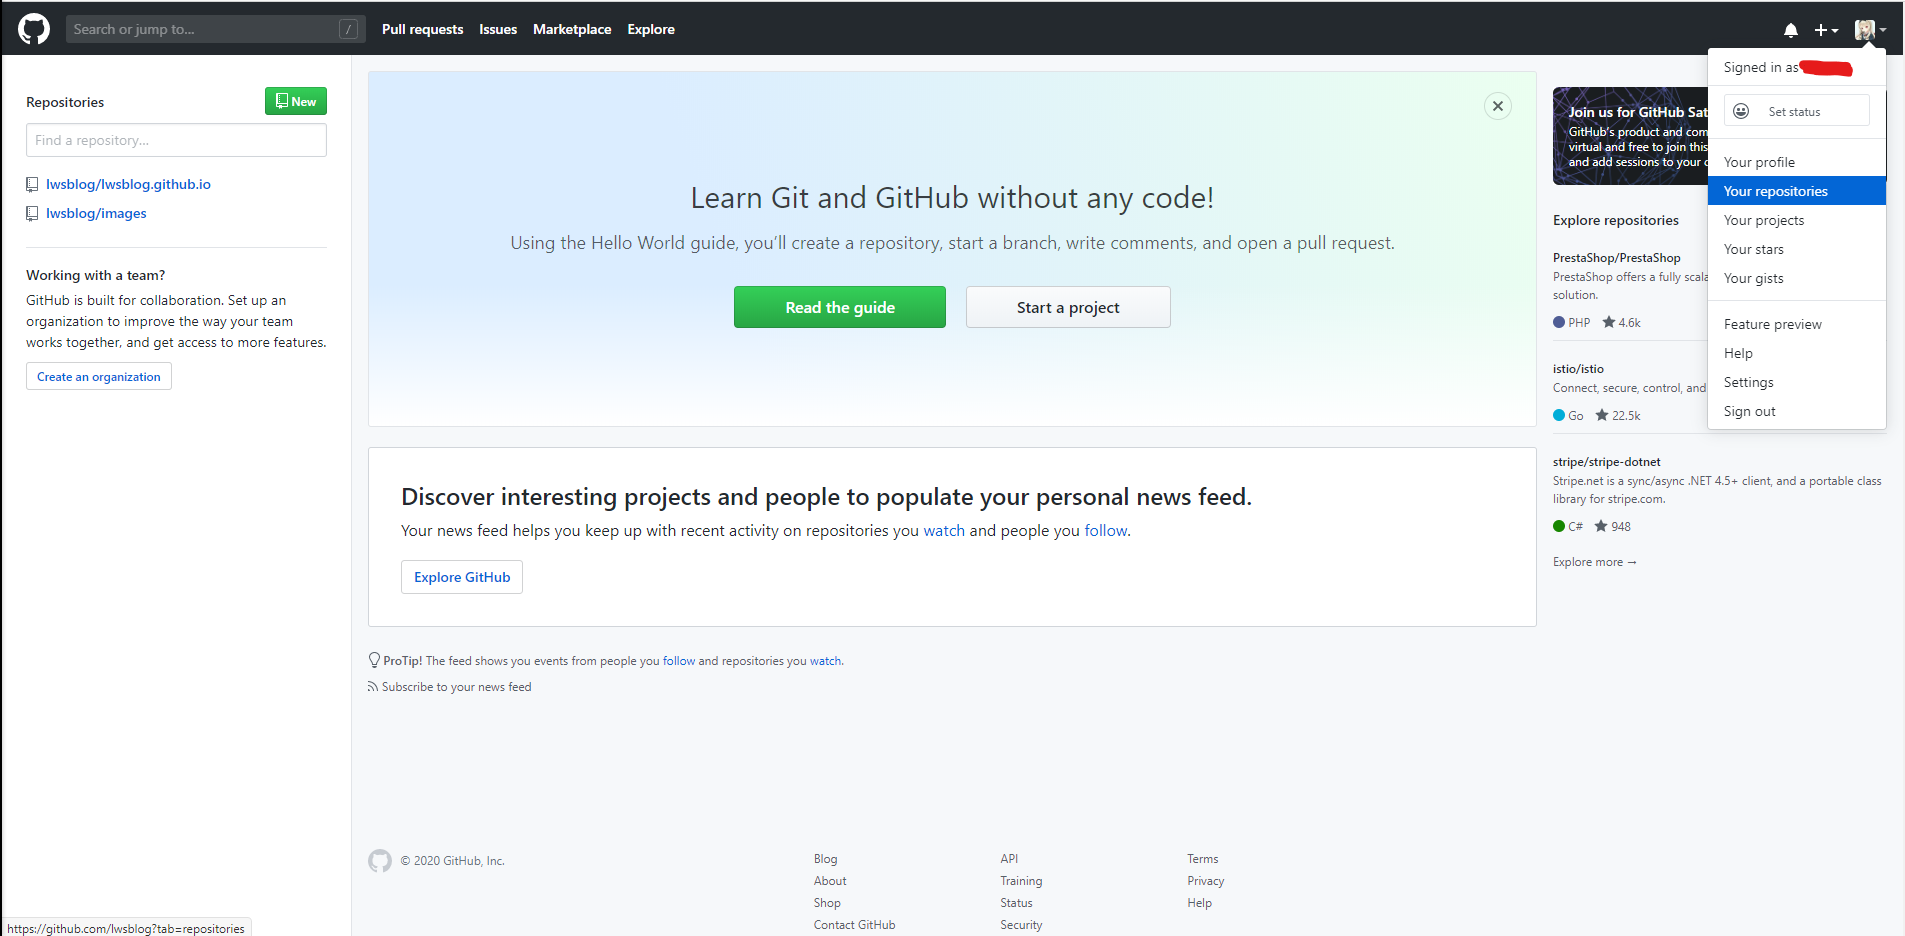 Search or jump to...
/
Pull requests
Issues
Marketplace
Explore
Repositories
New
Find a repository...
lwsblog/lwsblog.github.io
lwsblog/images
Working with a team?
GitHub is built for collaboration. Set up an
organization to improve the way your team
works together, and get access to more features.
Create an organization
Learn Git and GitHub without any code!
Using the Hello World guide, you’ll create a repository, start a branch, write comments, and open a pull request.
Read the guide
Start a project
Discover interesting projects and people to populate your personal news feed.
Your news feed helps you keep up with recent activity on repositories you watch and people you follow.
Explore GitHub
ProTip! The feed shows you events from people you follow and repositories you watch.
Subscribe to your news feed
Join us for GitHub Sat
GitHub’s product and com
virtual and free to join this
and add sessions to your
Explore repositories
PrestaShop/PrestaShop
PrestaShop offers a fully scala
solution.
PHP 4.6k
istio/istio
Connect, secure, control, and
Go 22.5k
stripe/stripe-dotnet
Stripe.net is a sync/async .NET 4.5+ client, and a portable class
library for stripe.com.
C# 948
Explore more →
Signed in as
Set status
Your profile
Your repositories
Your projects
Your stars
Your gists
Feature preview
Help
Settings
Sign out
© 2020 GitHub, Inc.
Blog
About
Shop
Contact GitHub
API
Training
Status
Security
Terms
Privacy
Help
https://github.com/lwsblog?tab=repositories